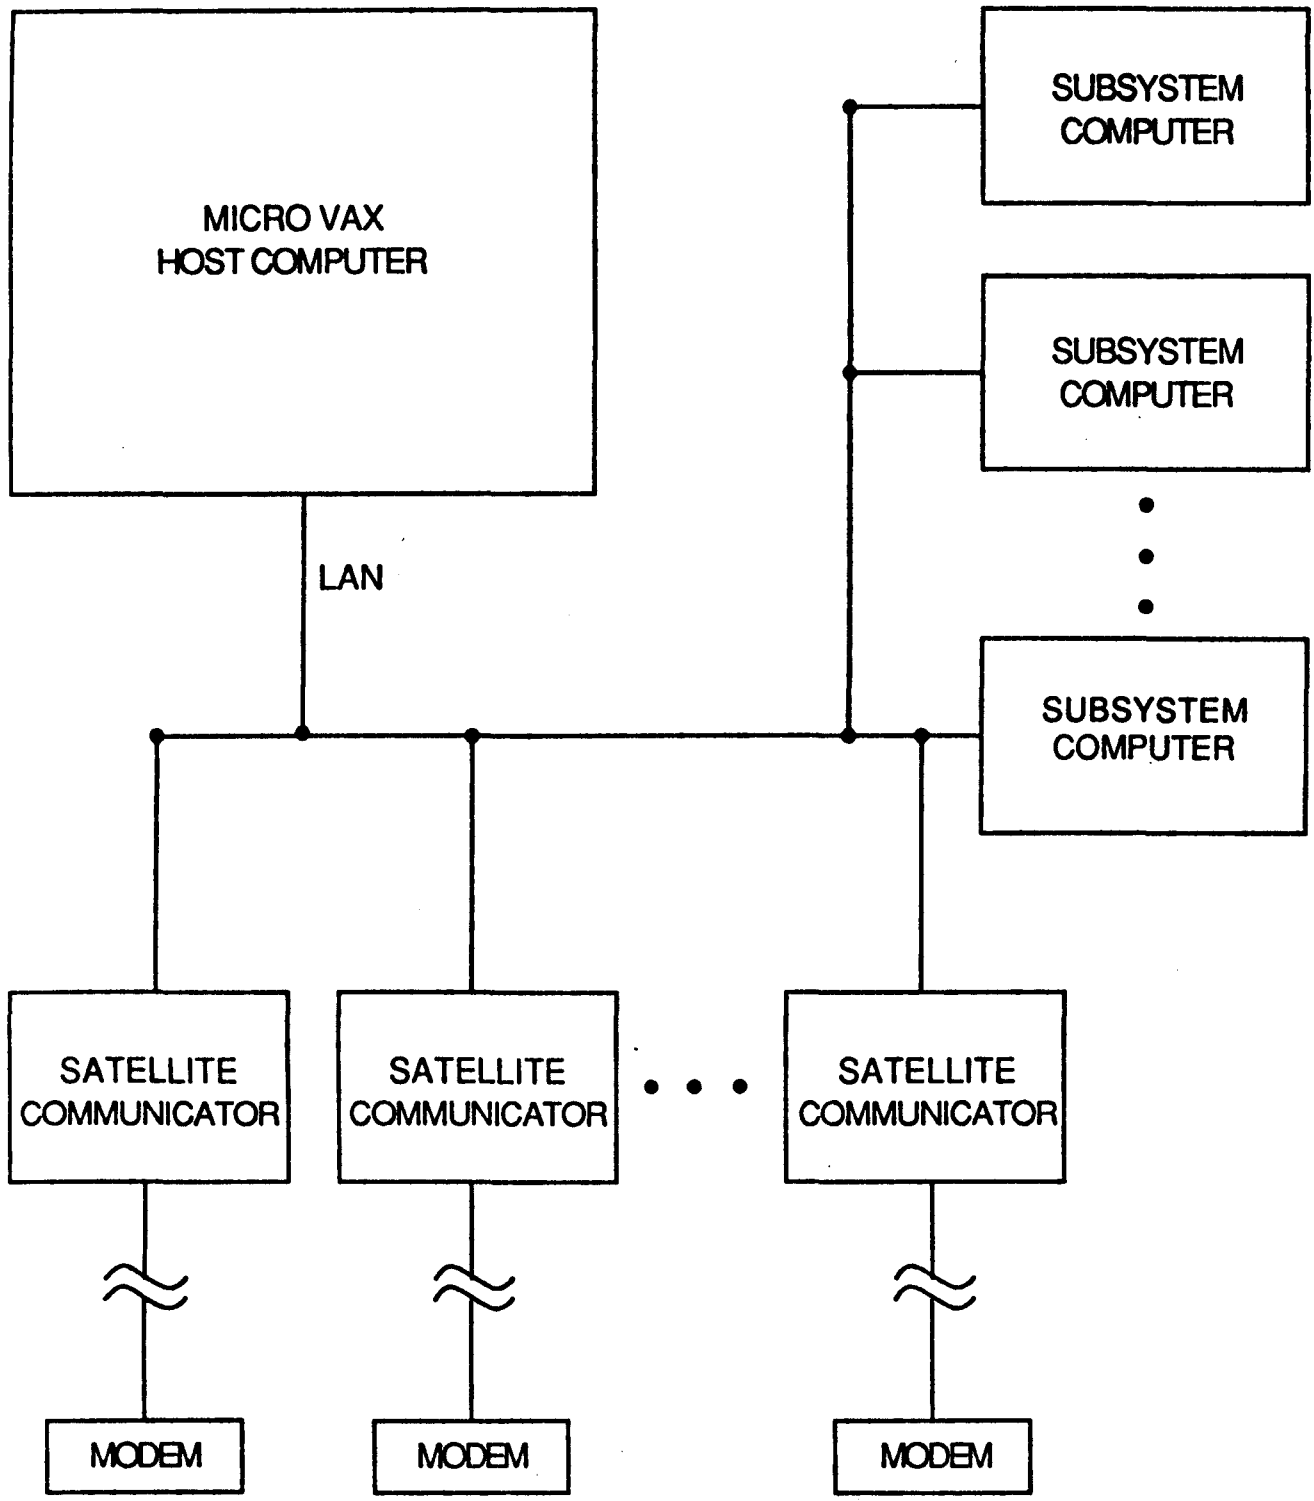 MICRO VAX
HOST COMPUTER
SUBSYSTEM
COMPUTER
SUBSYSTEM
COMPUTER
LAN
SUBSYSTEM
COMPUTER
SATELLITE
COMMUNICATOR
SATELLITE
COMMUNICATOR
SATELLITE
COMMUNICATOR
MODEM
MODEM
MODEM